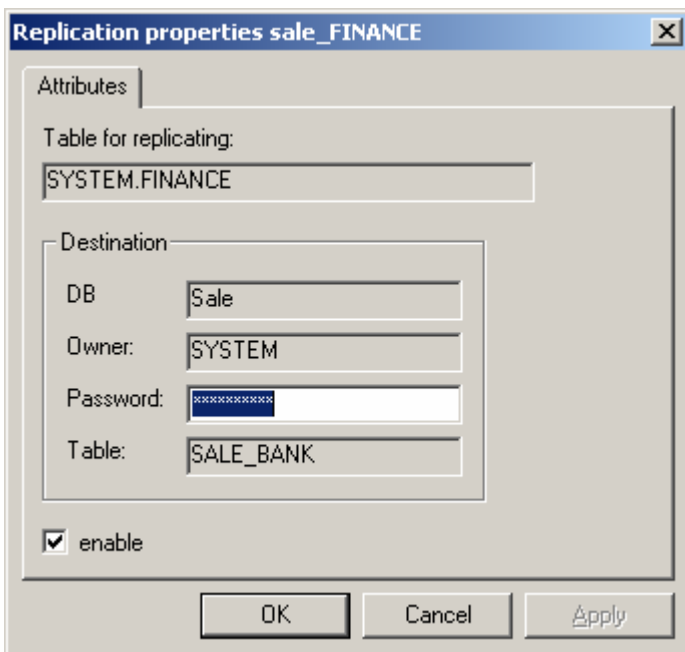 Replication properties sale_FINANCE
Attributes
Table for replicating:
SYSTEM.FINANCE
Destination
DB Sale
Owner: SYSTEM
Password: **********
Table: SALE_BANK
enable
OK Cancel Apply